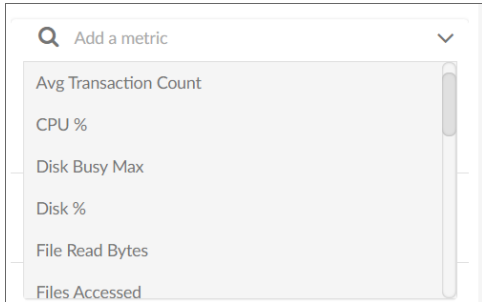 Add a metric
Avg Transaction Count
CPU %
Disk Busy Max
Disk %
File Read Bytes
Files Accessed